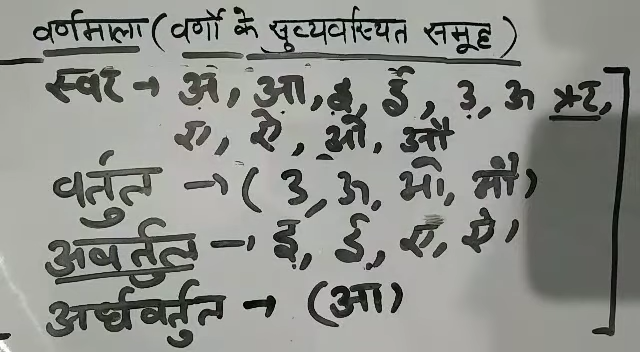 वर्णमाला (वर्णो के सुव्यवस्थित समूह)
स्वर → अ, आ, इ, ई, उ, ऊ ऋ,
ए, ऐ, ओ, औ
वर्तुत → (उ, ऊ, ओ, औ)
अवर्तुल → इ, ई, ए, ऐ,
अर्धवर्तुत → (आ)